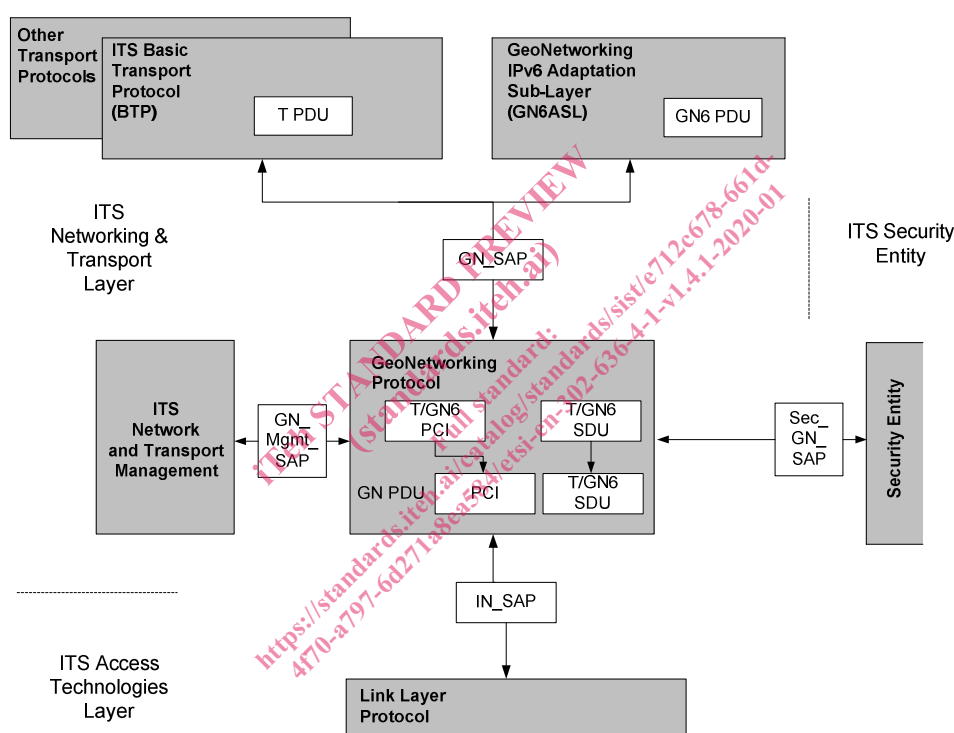 Other
Transport
Protocols
ITS Basic
Transport
Protocol
(BTP)
T PDU
GeoNetworking
IPv6 Adaptation
Sub-Layer
(GN6ASL)
GN6 PDU
ITS
Networking &
Transport
Layer
GN_SAP
ITS Security
Entity
ITS
Network
and Transport
Management
GN_
Mgmt_
SAP
GeoNetworking
Protocol
T/GN6
PCI
T/GN6
SDU
GN PDU
PCI
T/GN6
SDU
Sec_
GN_
SAP
Security Entity
IN_SAP
ITS Access
Technologies
Layer
Link Layer
Protocol
iTeh STANDARD PREVIEW
(standards.iteh.ai)
Full standard:
https://standards.iteh.ai/catalog/standards/sist/e712c678-661d-
4f70-a797-6d271a8ea584/etsi-en-302-636-4-1-v1.4.1-2020-01